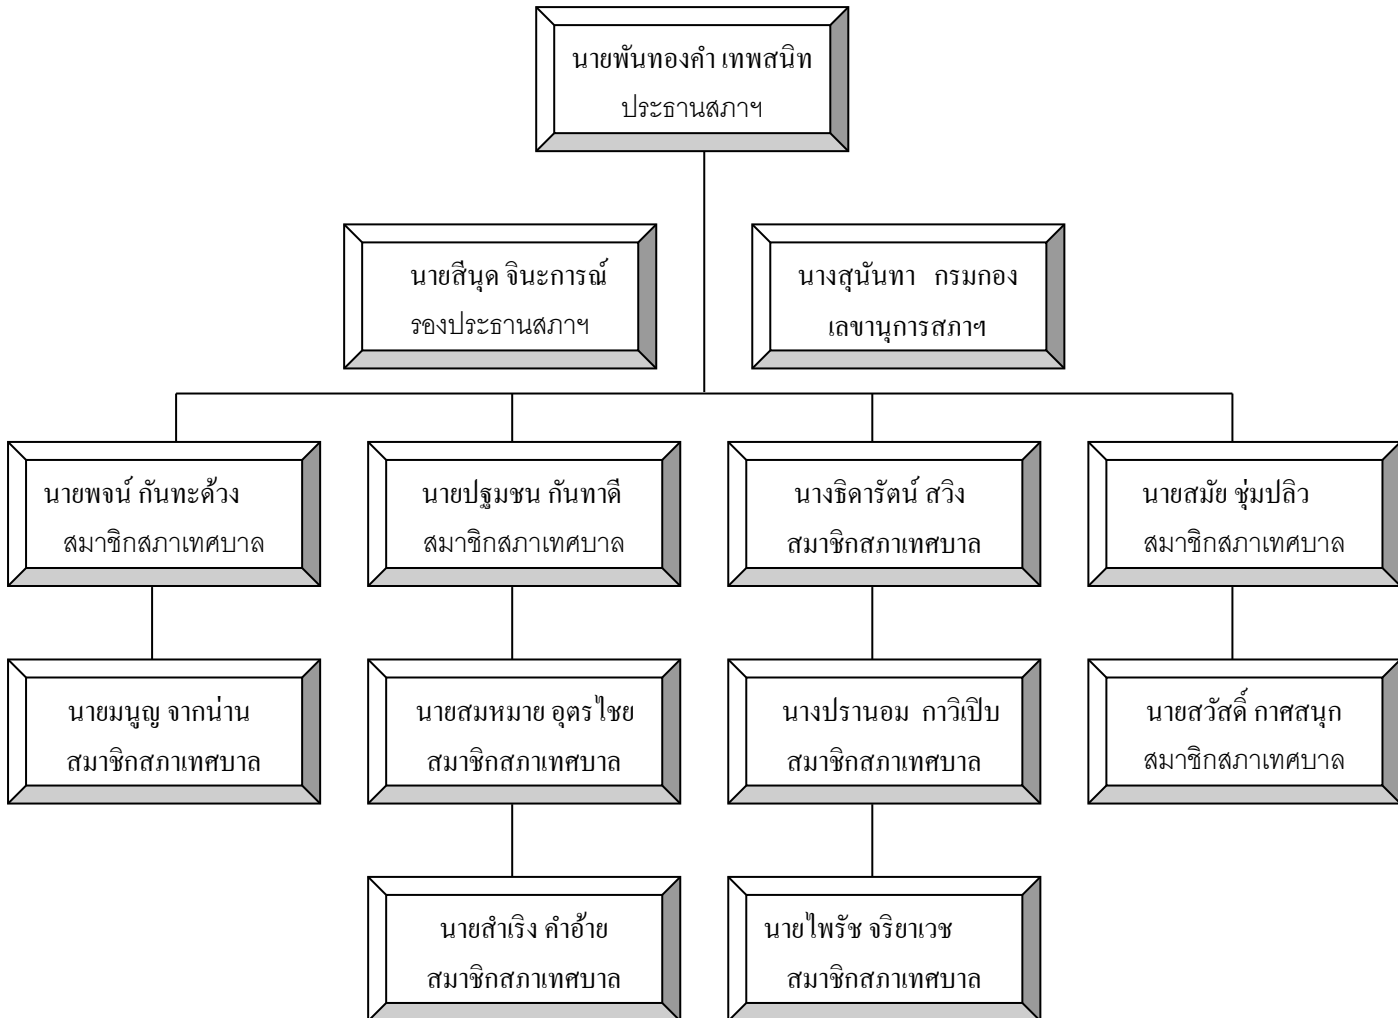 นายพันทองคำ เทพสนิท
ประธานสภาฯ
นายสีนุด จินะการณ์
รองประธานสภาฯ
นางสุนันทา กรมกอง
เลขานุการสภาฯ
นายพจน์ กันทะด้วง
สมาชิกสภาเทศบาล
นายปฐมชน กันทาดี
สมาชิกสภาเทศบาล
นางธิดารัตน์ สวิง
สมาชิกสภาเทศบาล
นายสมัย ชุ่มปลิว
สมาชิกสภาเทศบาล
นายมนูญ จากน่าน
สมาชิกสภาเทศบาล
นายสมหมาย อุตรไชย
สมาชิกสภาเทศบาล
นางปรานอม กาวิเปิบ
สมาชิกสภาเทศบาล
นายสวัสดิ์ กาศสนุก
สมาชิกสภาเทศบาล
นายสำเริง คำอ้าย
สมาชิกสภาเทศบาล
นายไพรัช จริยาเวช
สมาชิกสภาเทศบาล